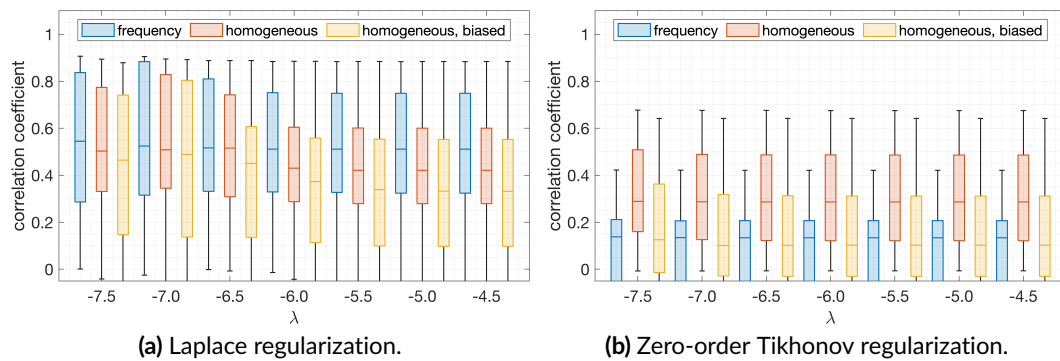 frequency homogeneous homogeneous, biased
correlation coefficient
1
0.8
0.6
0.4
0.2
0
-7.5 -7.0 -6.5 -6.0 -5.5 -5.0 -4.5
λ
(a) Laplace regularization.
frequency homogeneous homogeneous, biased
correlation coefficient
1
0.8
0.6
0.4
0.2
0
-7.5 -7.0 -6.5 -6.0 -5.5 -5.0 -4.5
λ
(b) Zero-order Tikhonov regularization.